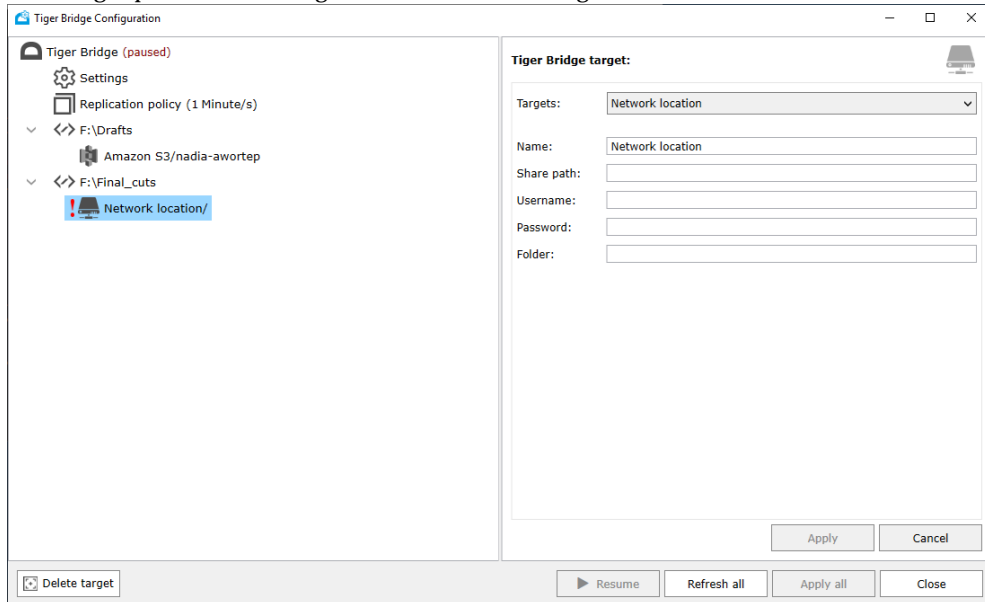 Tiger Bridge Configuration
Tiger Bridge (paused)
Settings
Replication policy (1 Minute/s)
F:\Drafts
Amazon S3/nadia-awortep
F:\Final_cuts
Network location/
Tiger Bridge target:
Targets: Network location
Name: Network location
Share path:
Username:
Password:
Folder:
Apply Cancel
Delete target Resume Refresh all Apply all Close